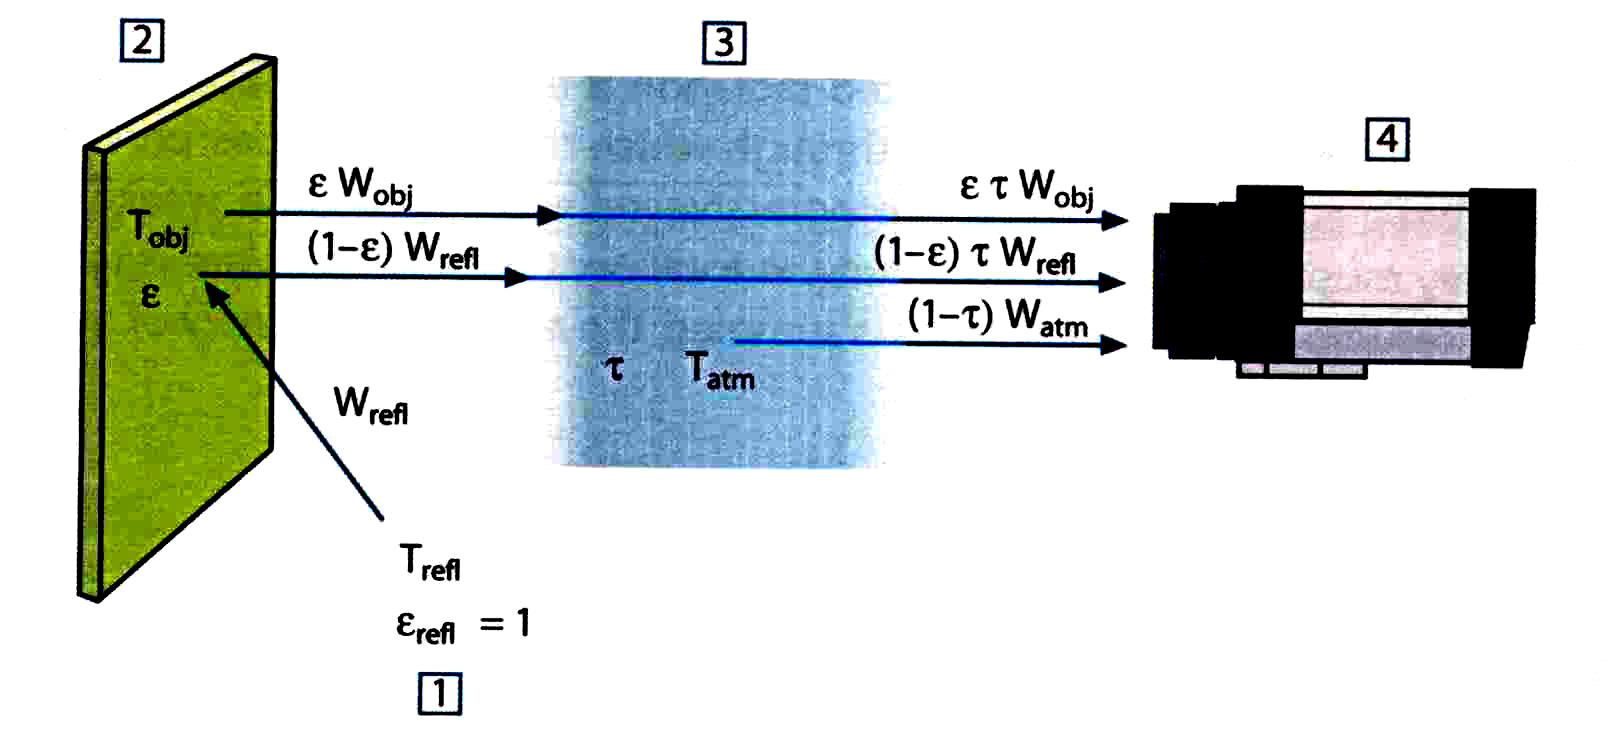 2
3
4
ε W_obj
ε τ W_obj
T_obj
(1–ε) W_refl
(1–ε) τ W_refl
ε
(1–τ) W_atm
τ
T_atm
W_refl
T_refl
ε_refl = 1
1